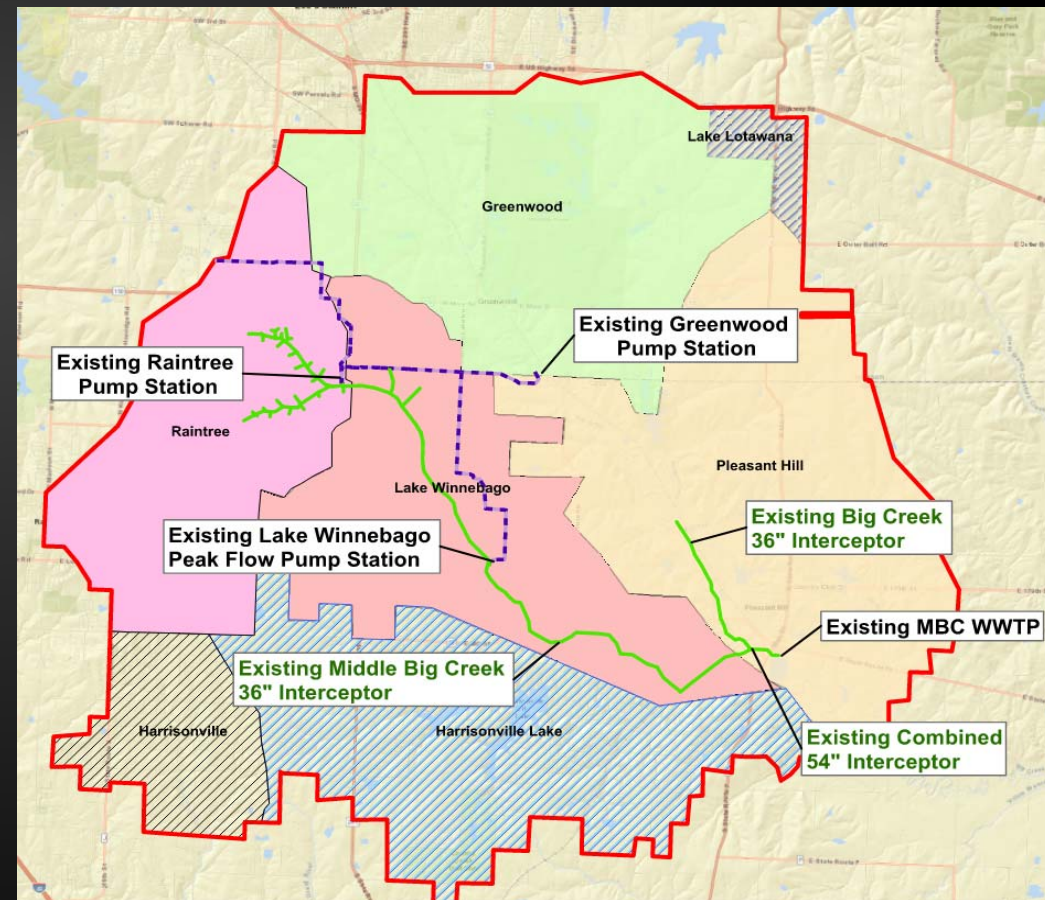 Lake Lotawana
Greenwood
Existing Greenwood
Pump Station
Existing Raintree
Pump Station
Raintree
Pleasant Hill
Lake Winnebago
Existing Big Creek
36" Interceptor
Existing Lake Winnebago
Peak Flow Pump Station
Existing MBC WWTP
Existing Middle Big Creek
36" Interceptor
Harrisonville
Harrisonville Lake
Existing Combined
54" Interceptor